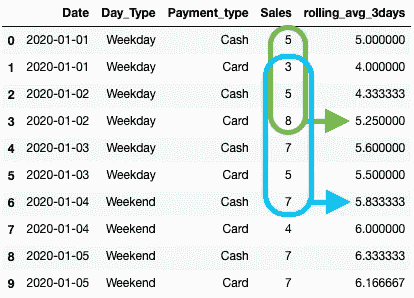 Date Day_Type Payment_type Sales rolling_avg_3days
0 2020-01-01 Weekday Cash 5 5.000000
1 2020-01-01 Weekday Card 3 4.000000
2 2020-01-02 Weekday Cash 5 4.333333
3 2020-01-02 Weekday Card 8 5.250000
4 2020-01-03 Weekday Cash 7 5.600000
5 2020-01-03 Weekday Card 5 5.500000
6 2020-01-04 Weekend Cash 7 5.833333
7 2020-01-04 Weekend Card 4 6.000000
8 2020-01-05 Weekend Cash 7 6.333333
9 2020-01-05 Weekend Card 7 6.166667